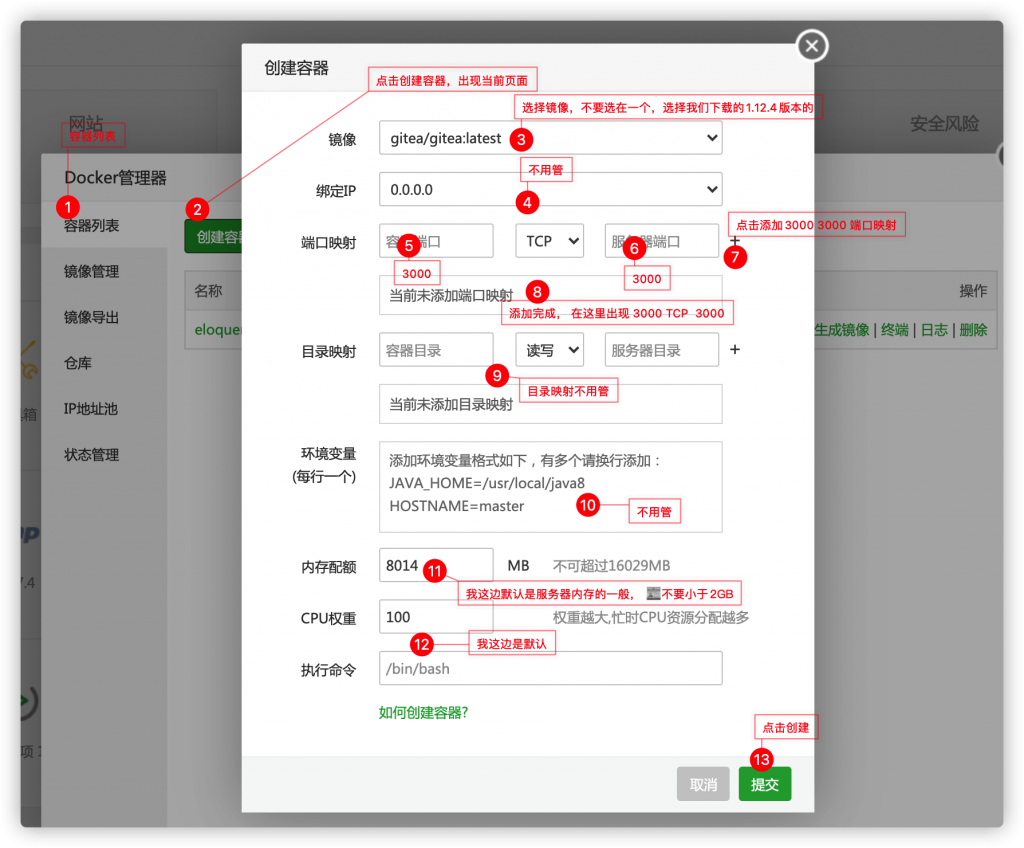 创建容器
点击创建容器，出现当前页面
选择镜像，不要选在一个，选择我们下载的1.12.4版本的
网站
容器列表
安全风险
镜像
gitea/gitea:latest
3
不用管
Docker管理器
绑定IP
0.0.0.0
4
1
容器列表
2
创建容器
端口映射
5
端口
TCP
服务器端口
6
+
7
点击添加3000 3000 端口映射
3000
3000
镜像管理
名称
当前未添加端口映射
8
操作
添加完成， 在这里出现 3000 TCP 3000
镜像导出
eloque
生成镜像 | 终端 | 日志 | 删除
目录映射
容器目录
读写
服务器目录
+
仓库
9
目录映射不用管
IP地址池
箱
当前未添加目录映射
状态管理
环境变量
(每行一个)
添加环境变量格式如下，有多个请换行添加：
JAVA_HOME=/usr/local/java8
HOSTNAME=master
10
不用管
7.4
内存配额
8014
11
MB
不可超过16029MB
我这边默认是服务器内存的一般， 不要小于2GB
CPU权重
100
权重越大,忙时CPU资源分配越多
12
我这边是默认
执行命令
/bin/bash
如何创建容器?
点击创建
项
13
取消
提交